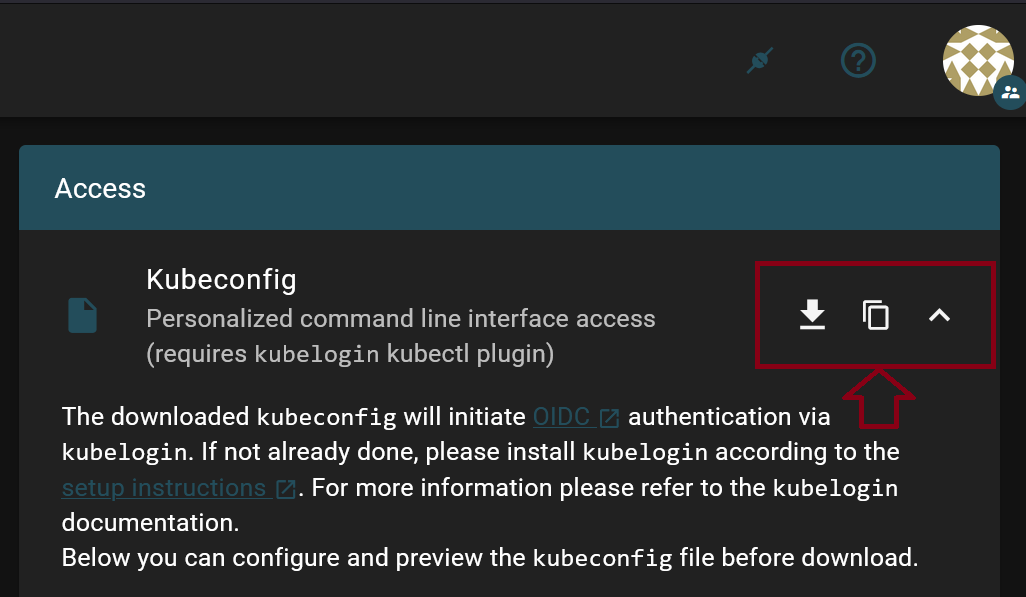 Access
Kubeconfig
Personalized command line interface access
(requires kubelogin kubectl plugin)
The downloaded kubeconfig will initiate OIDC authentication via
kubelogin. If not already done, please install kubelogin according to the
setup instructions. For more information please refer to the kubelogin
documentation.
Below you can configure and preview the kubeconfig file before download.